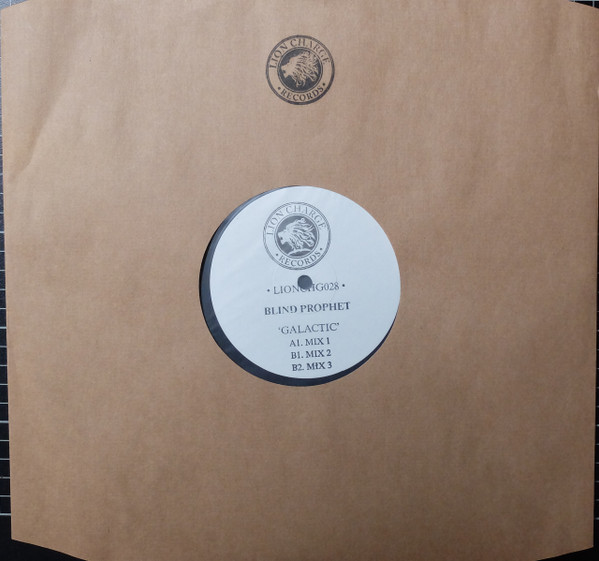 LION CHARGE
• RECORDS •
LION CHARGE
• RECORDS •
• LIONCHG028 •
BLIND PROPHET
‘GALACTIC’
A1. MIX 1
B1. MIX 2
B2. MIX 3